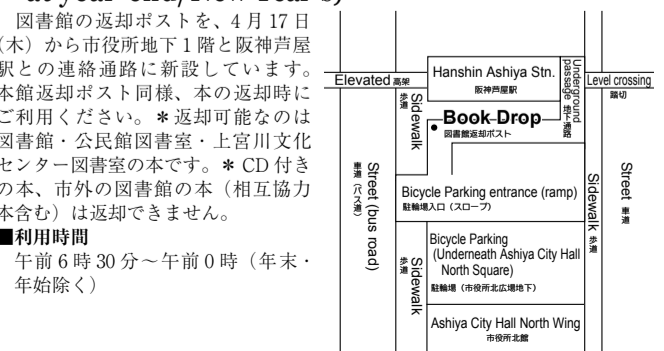 at year-end/New Year's)
図書館の返却ポストを、4月17日
(木)から市役所地下1階と阪神芦屋
駅との連絡通路に新設しています。
本館返却ポスト同様、本の返却時に
ご利用ください。＊返却可能なのは
図書館・公民館図書室・上宮川文化
センター図書室の本です。＊CD付き
の本、市外の図書館の本（相互協力
本含む）は返却できません。
■利用時間
午前6時30分～午前0時（年末・
年始除く）
Hanshin Ashiya Stn.
阪神芦屋駅
Underground
passage 地下通路
Elevated 高架
Level crossing
踏切
歩道 Sidewalk
Book Drop
図書館返却ポスト
Street (bus road)
車道（バス道）
Bicycle Parking entrance (ramp)
駐輪場入口（スロープ）
Sidewalk 歩道
Street 車道
歩道 Sidewalk
Bicycle Parking
(Underneath Ashiya City Hall
North Square)
駐輪場（市役所北広場地下）
Ashiya City Hall North Wing
市役所北館